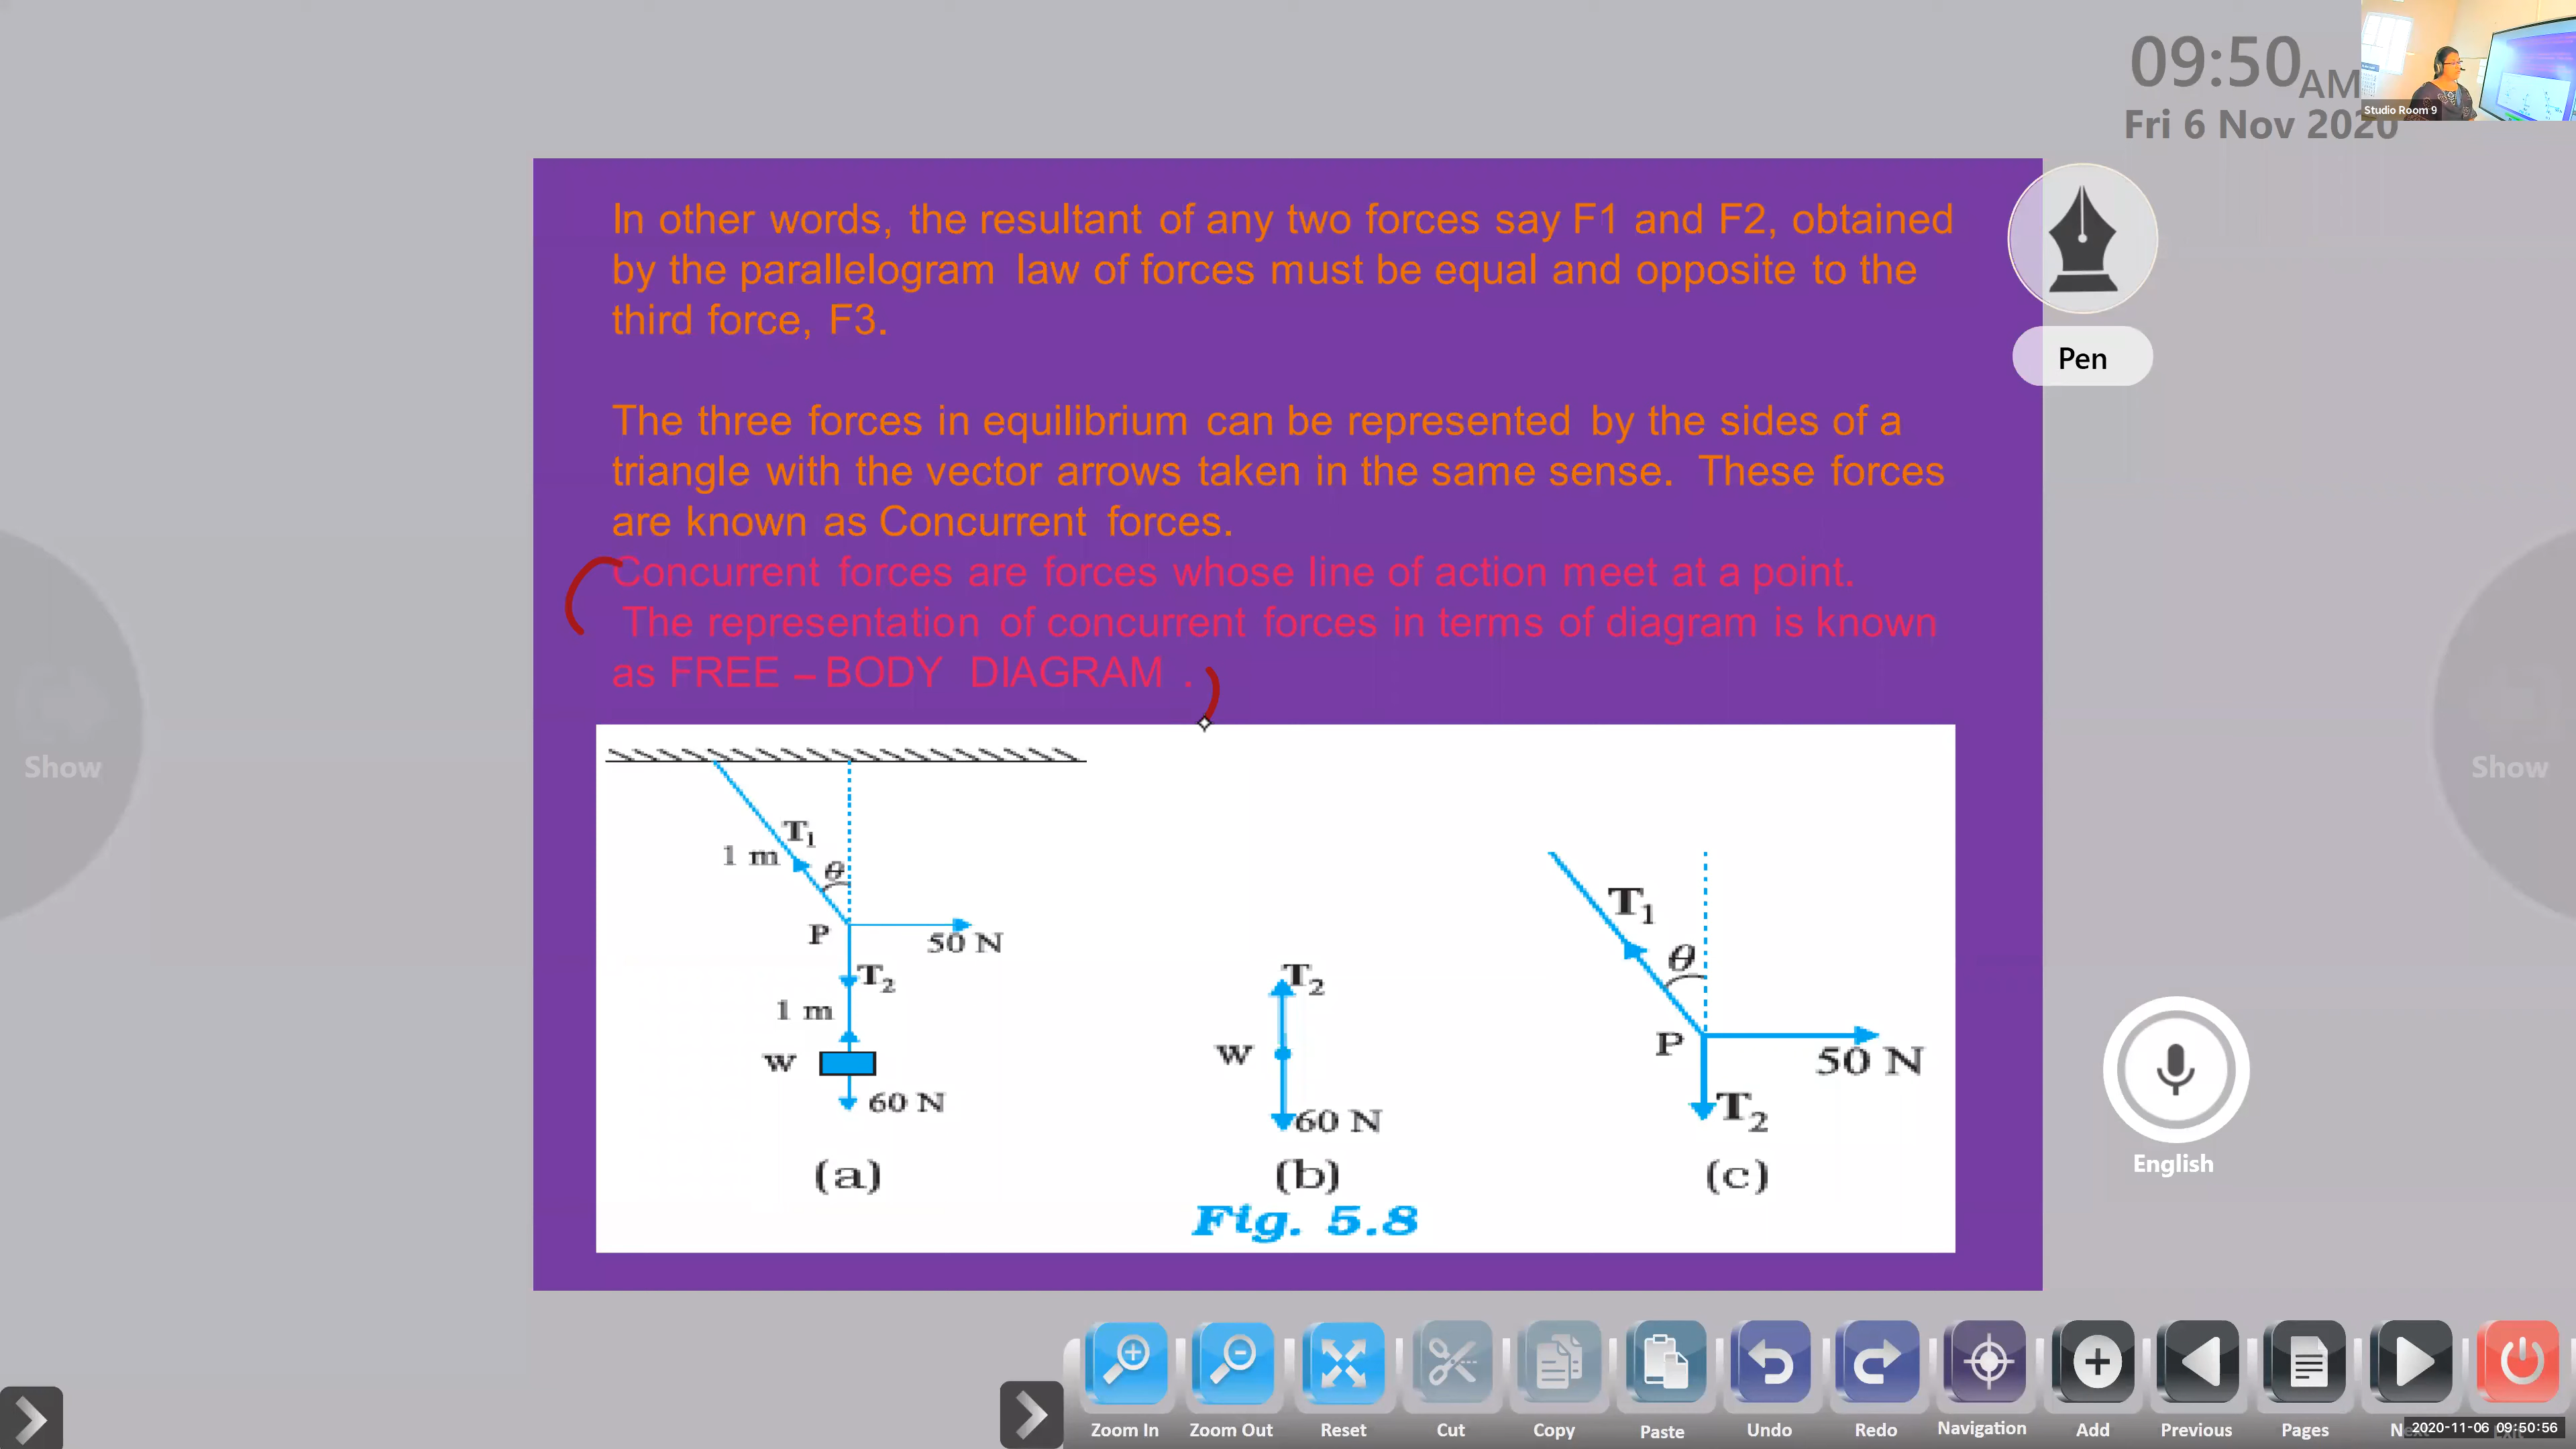 09:50 AM
Studio Room 9
Fri 6 Nov 2020
In other words, the resultant of any two forces say F1 and F2, obtained
by the parallelogram law of forces must be equal and opposite to the
third force, F3.
Pen
The three forces in equilibrium can be represented by the sides of a
triangle with the vector arrows taken in the same sense. These forces
are known as Concurrent forces.
Concurrent forces are forces whose line of action meet at a point.
The representation of concurrent forces in terms of diagram is known
as FREE – BODY DIAGRAM .
Show
Show
T1
1 m
θ
P
50 N
T2
1 m
W
60 N
(a)
T2
W
60 N
(b)
T1
θ
P
50 N
T2
(c)
Fig. 5.8
English
Zoom In
Zoom Out
Reset
Cut
Copy
Paste
Undo
Redo
Navigation
Add
Previous
Pages
2020-11-06 09:50:56